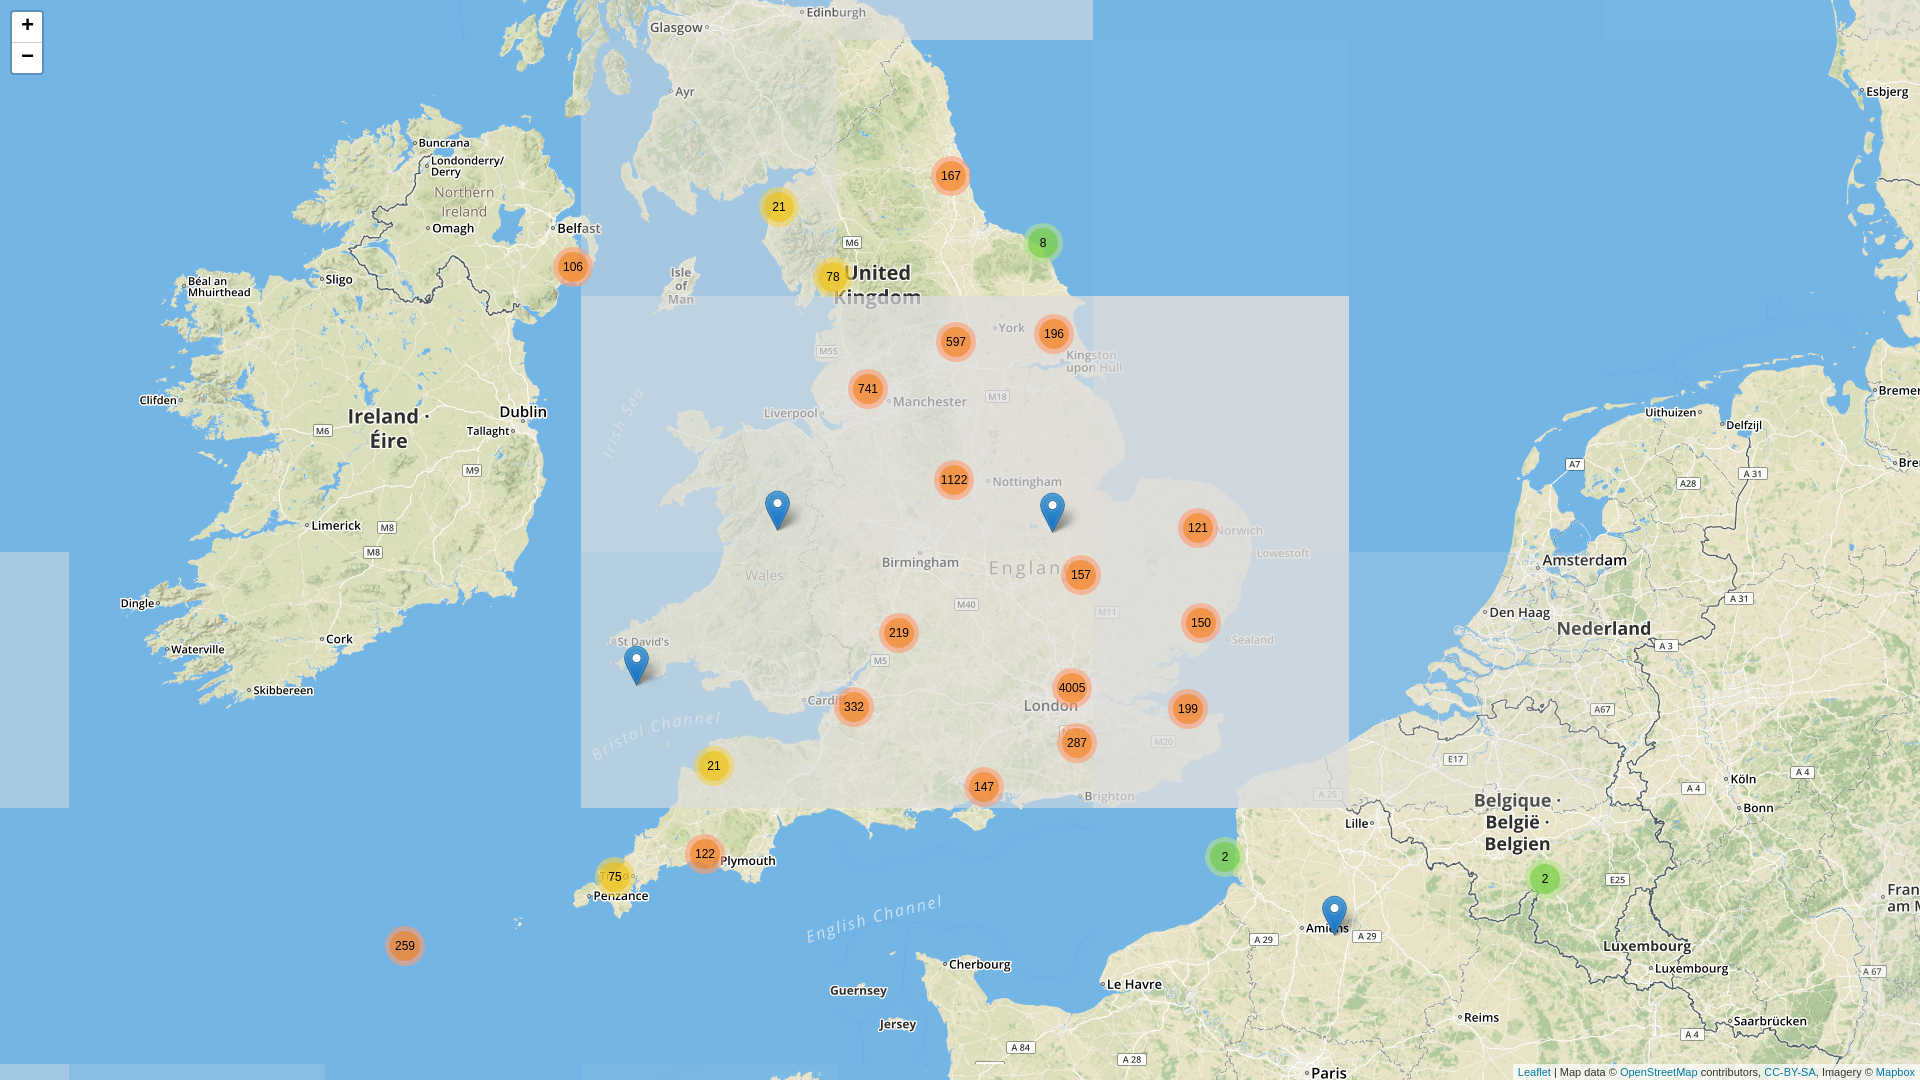 +
−
Glasgow
Edinburgh
Ayr
Esbjerg
Buncrana
Londonderry/
Derry
Northern
Ireland
167
21
Omagh
Belfast
M6
8
106
Isle
of
Man
78
United
Kingdom
Sligo
Béal an
Mhuirthead
York
196
597
M55
Kingston
upon Hull
741
Manchester
M18
Bremer
Clifden
Dublin
Liverpool
Uithuizen
Delfzijl
Ireland ·
Éire
M6
Tallaght
Irish Sea
M9
A7
A 31
Bre
1122
Nottingham
A28
Limerick
M8
121
Norwich
M8
Lowestoft
Birmingham
Englan
157
Wales
Amsterdam
Dingle
M40
M11
A 31
Den Haag
Nederland
219
150
Cork
St David's
Sealand
A 3
Waterville
M5
Skibbereen
4005
Cardiff
332
London
199
A67
Bristol Channel
287
M20
E17
21
A 4
Köln
147
Brighton
A 25
A 4
Bonn
Belgique ·
België ·
Belgien
Lille
122
Plymouth
2
75
Penzance
2
E25
Fran
am M
English Channel
Amiens
A 29
A 29
259
Luxembourg
Cherbourg
Luxembourg
A 67
Le Havre
Guernsey
Reims
Saarbrücken
Jersey
A 4
A 84
A 28
Paris
Leaflet | Map data © OpenStreetMap contributors, CC-BY-SA, Imagery © Mapbox